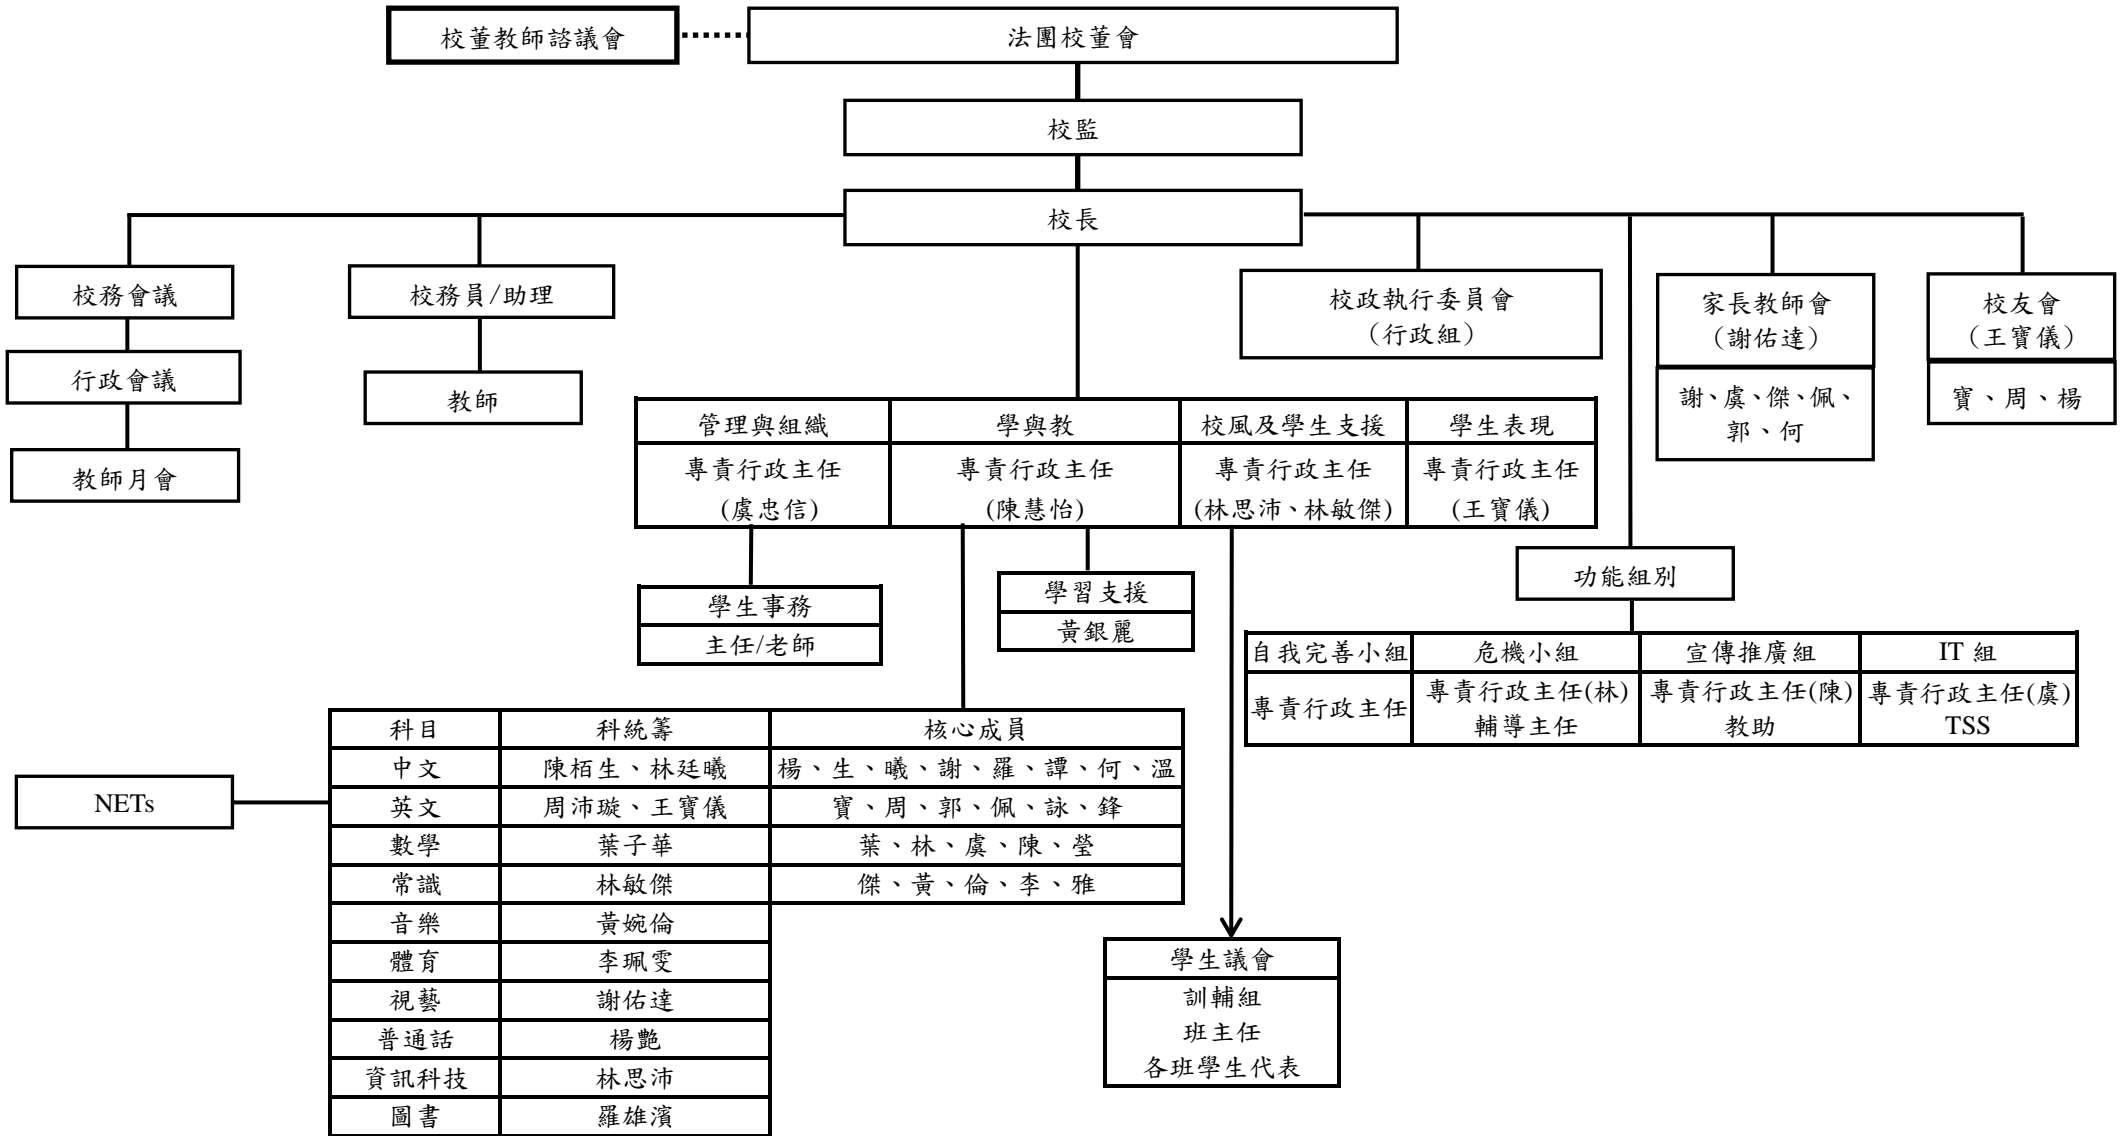 校董教師諮議會
法團校董會
校監
校長
校務會議
行政會議
教師月會
校務員/助理
教師
校政執行委員會
（行政組）
家長教師會
（謝佑達）
謝、虞、傑、佩、
郭、何
校友會
（王寶儀）
寶、周、楊
管理與組織
專責行政主任
(虞忠信)
學與教
專責行政主任
(陳慧怡)
校風及學生支援
專責行政主任
(林思沛、林敏傑)
學生表現
專責行政主任
(王寶儀)
學生事務
主任/老師
學習支援
黃銀麗
功能組別
自我完善小組 危機小組 宣傳推廣組 IT 組
專責行政主任
專責行政主任(林)
輔導主任
專責行政主任(陳)
教助
專責行政主任(虞)
TSS
NETs
科目 科統籌 核心成員
中文 陳栢生、林廷曦 楊、生、曦、謝、羅、譚、何、溫
英文 周沛璇、王寶儀 寶、周、郭、佩、詠、鋒
數學 葉子華 葉、林、虞、陳、瑩
常識 林敏傑 傑、黃、倫、李、雅
音樂 黃婉倫
體育 李珮雯
視藝 謝佑達
普通話 楊艷
資訊科技 林思沛
圖書 羅雄濱
學生議會
訓輔組
班主任
各班學生代表